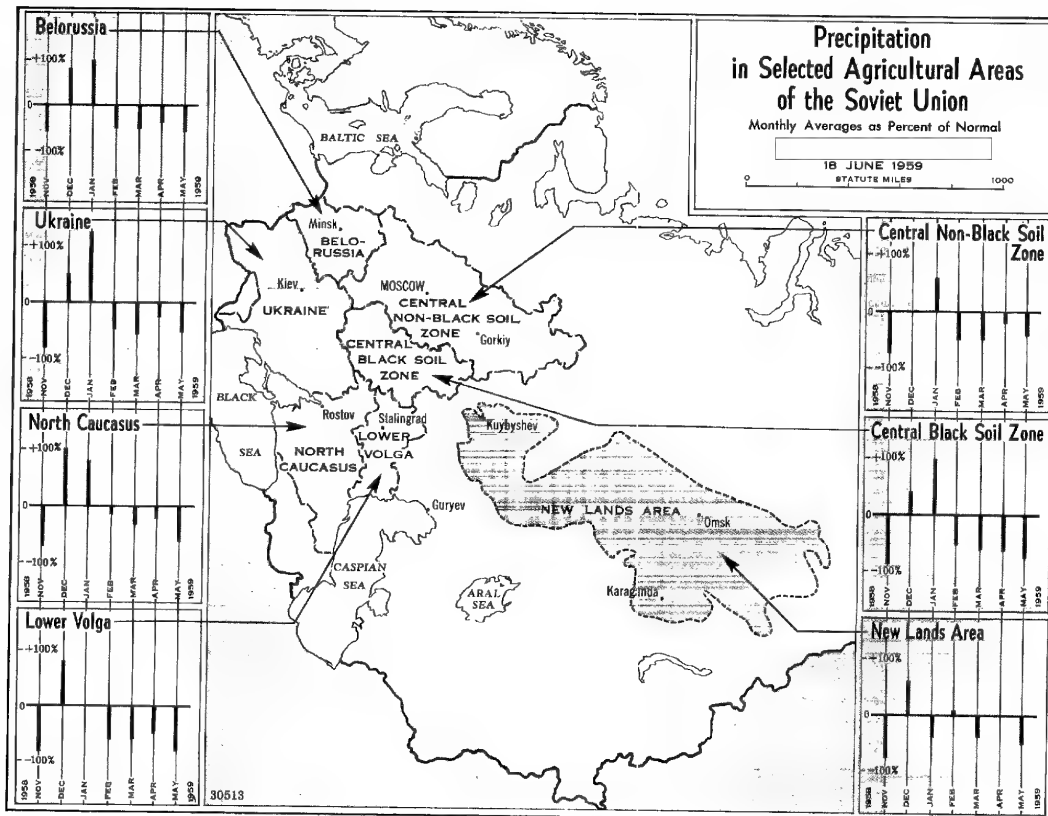 Precipitation
in Selected Agricultural Areas
of the Soviet Union
Monthly Averages as Percent of Normal
18 JUNE 1959
STATUTE MILES
0 1000
Belorussia
+100%
0
-100%
1958 NOV DEC JAN FEB MAR APR MAY 1959
Ukraine
+100%
0
-100%
1958 NOV DEC JAN FEB MAR APR MAY 1959
North Caucasus
+100%
0
-100%
1958 NOV DEC JAN FEB MAR APR MAY 1959
Lower Volga
+100%
0
-100%
1958 NOV DEC JAN FEB MAR APR MAY 1959
BALTIC SEA
Minsk
BELO-
RUSSIA
Kiev
UKRAINE
MOSCOW
CENTRAL
NON-BLACK SOIL
ZONE
Gorkiy
CENTRAL
BLACK SOIL
ZONE
BLACK
SEA
Rostov
Stalingrad
LOWER
VOLGA
NORTH
CAUCASUS
Kuybyshev
NEW LANDS AREA
Omsk
Guryev
CASPIAN
SEA
ARAL
SEA
Karaganda
30513
Central Non-Black Soil
Zone
+100%
0
-100%
1958 NOV DEC JAN FEB MAR APR MAY 1959
Central Black Soil Zone
+100%
0
-100%
1958 NOV DEC JAN FEB MAR APR MAY 1959
New Lands Area
+100%
0
-100%
1958 NOV DEC JAN FEB MAR APR MAY 1959